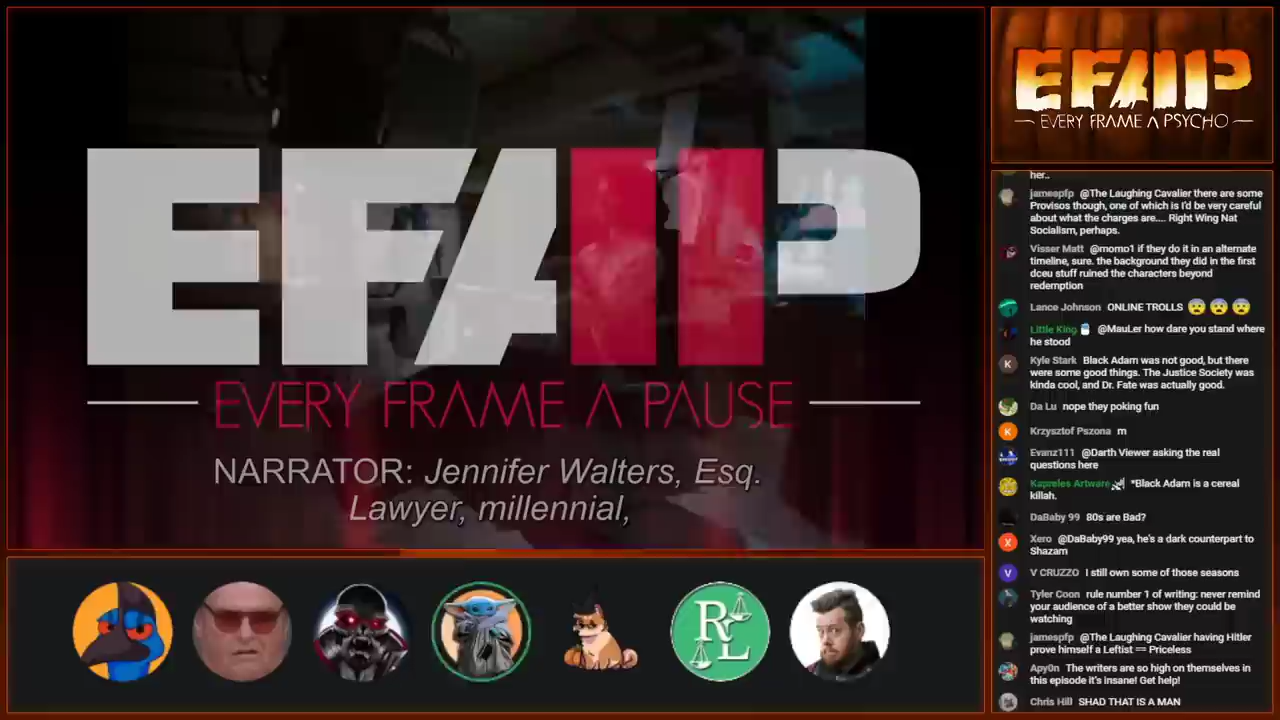 EFAIIP
EVERY FRAME A PAUSE
NARRATOR: Jennifer Walters, Esq.
Lawyer, millennial,
RL
EFAIIP
EVERY FRAME A PSYCHO
her..
jamespfp @The Laughing Cavalier there are some
Provisos though, one of which is I'd be very careful
about what the charges are.... Right Wing Nat
Socialism, perhaps.
Visser Matt @momo1 if they do it in an alternate
timeline, sure. the background they did in the first
dceu stuff ruined the characters beyond
redemption
Lance Johnson ONLINE TROLLS 😨 😨 😨
Little King @MauLer how dare you stand where
he stood
K
Kyle Stark Black Adam was not good, but there
were some good things. The Justice Society was
kinda cool, and Dr. Fate was actually good.
Da Lu nope they poking fun
K
Krzysztof Pszona m
Evanz111 @Darth Viewer asking the real
questions here
Kapreles Artware *Black Adam is a cereal
killah.
DaBaby 99 80s are Bad?
X
Xero @DaBaby99 yea, he's a dark counterpart to
Shazam
V
V CRUZZO I still own some of those seasons
Tyler Coon rule number 1 of writing: never remind
your audience of a better show they could be
watching
jamespfp @The Laughing Cavalier having Hitler
prove himself a Leftist == Priceless
Apy0n The writers are so high on themselves in
this episode it's insane! Get help!
Chris Hill SHAD THAT IS A MAN